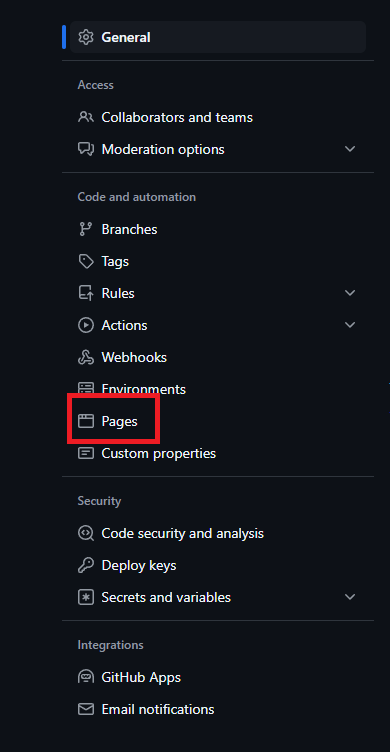 General
Access
Collaborators and teams
Moderation options
Code and automation
Branches
Tags
Rules
Actions
Webhooks
Environments
Pages
Custom properties
Security
Code security and analysis
Deploy keys
Secrets and variables
Integrations
GitHub Apps
Email notifications